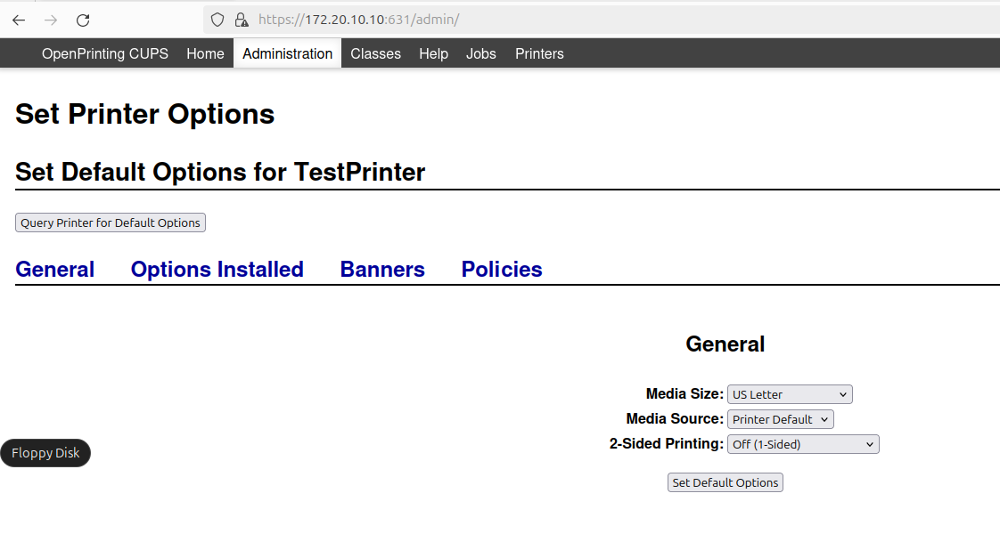 https://172.20.10.10:631/admin/
OpenPrinting CUPS Home Administration Classes Help Jobs Printers
Set Printer Options
Set Default Options for TestPrinter
Query Printer for Default Options
General Options Installed Banners Policies
General
Media Size: US Letter
Media Source: Printer Default
2-Sided Printing: Off (1-Sided)
Floppy Disk
Set Default Options